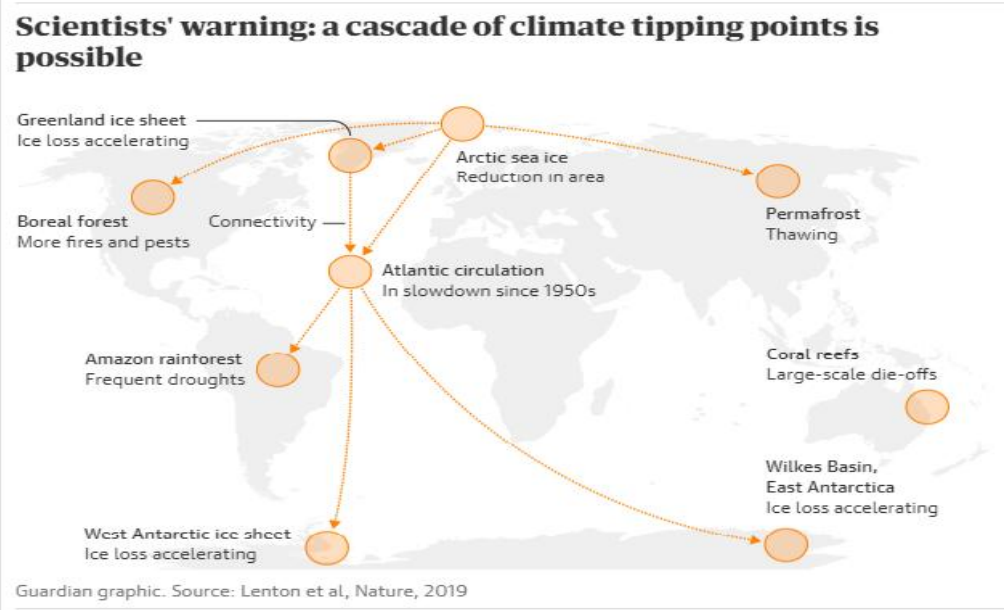 Scientists' warning: a cascade of climate tipping points is
possible
Greenland ice sheet
Ice loss accelerating
Arctic sea ice
Reduction in area
Boreal forest
More fires and pests
Connectivity
Permafrost
Thawing
Atlantic circulation
In slowdown since 1950s
Amazon rainforest
Frequent droughts
Coral reefs
Large-scale die-offs
Wilkes Basin,
East Antarctica
Ice loss accelerating
West Antarctic ice sheet
Ice loss accelerating
Guardian graphic. Source: Lenton et al, Nature, 2019